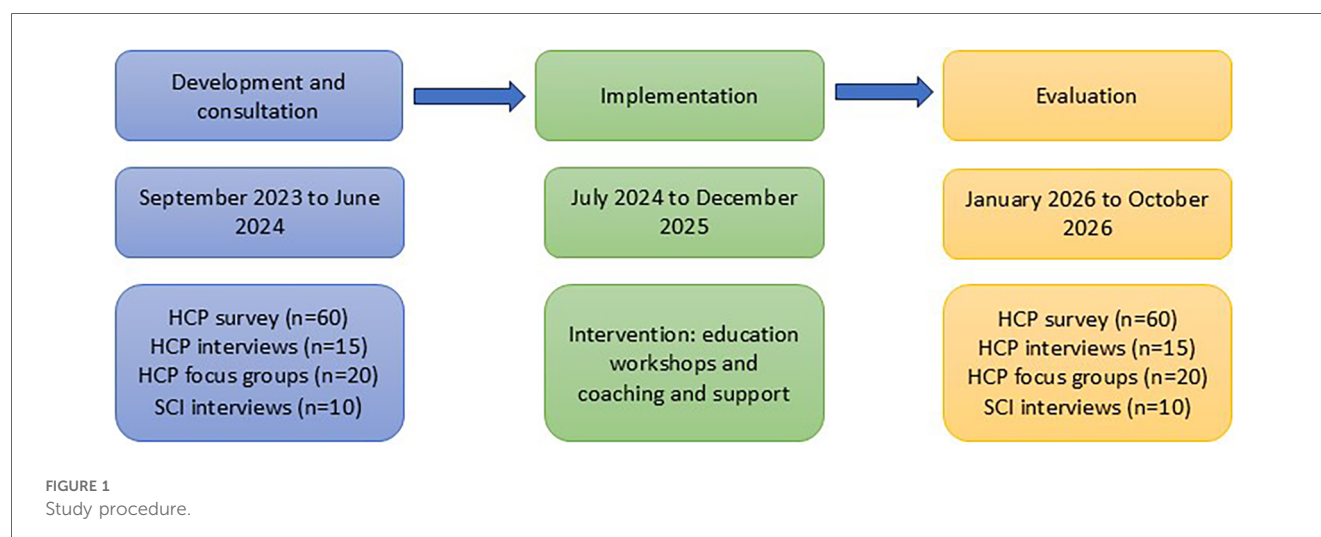 Development and
consultation
Implementation
Evaluation
September 2023 to June
2024
July 2024 to December
2025
January 2026 to October
2026
HCP survey (n=60)
HCP interviews (n=15)
HCP focus groups (n=20)
SCI interviews (n=10)
Intervention: education
workshops and
coaching and support
HCP survey (n=60)
HCP interviews (n=15)
HCP focus groups (n=20)
SCI interviews (n=10)
FIGURE 1
Study procedure.